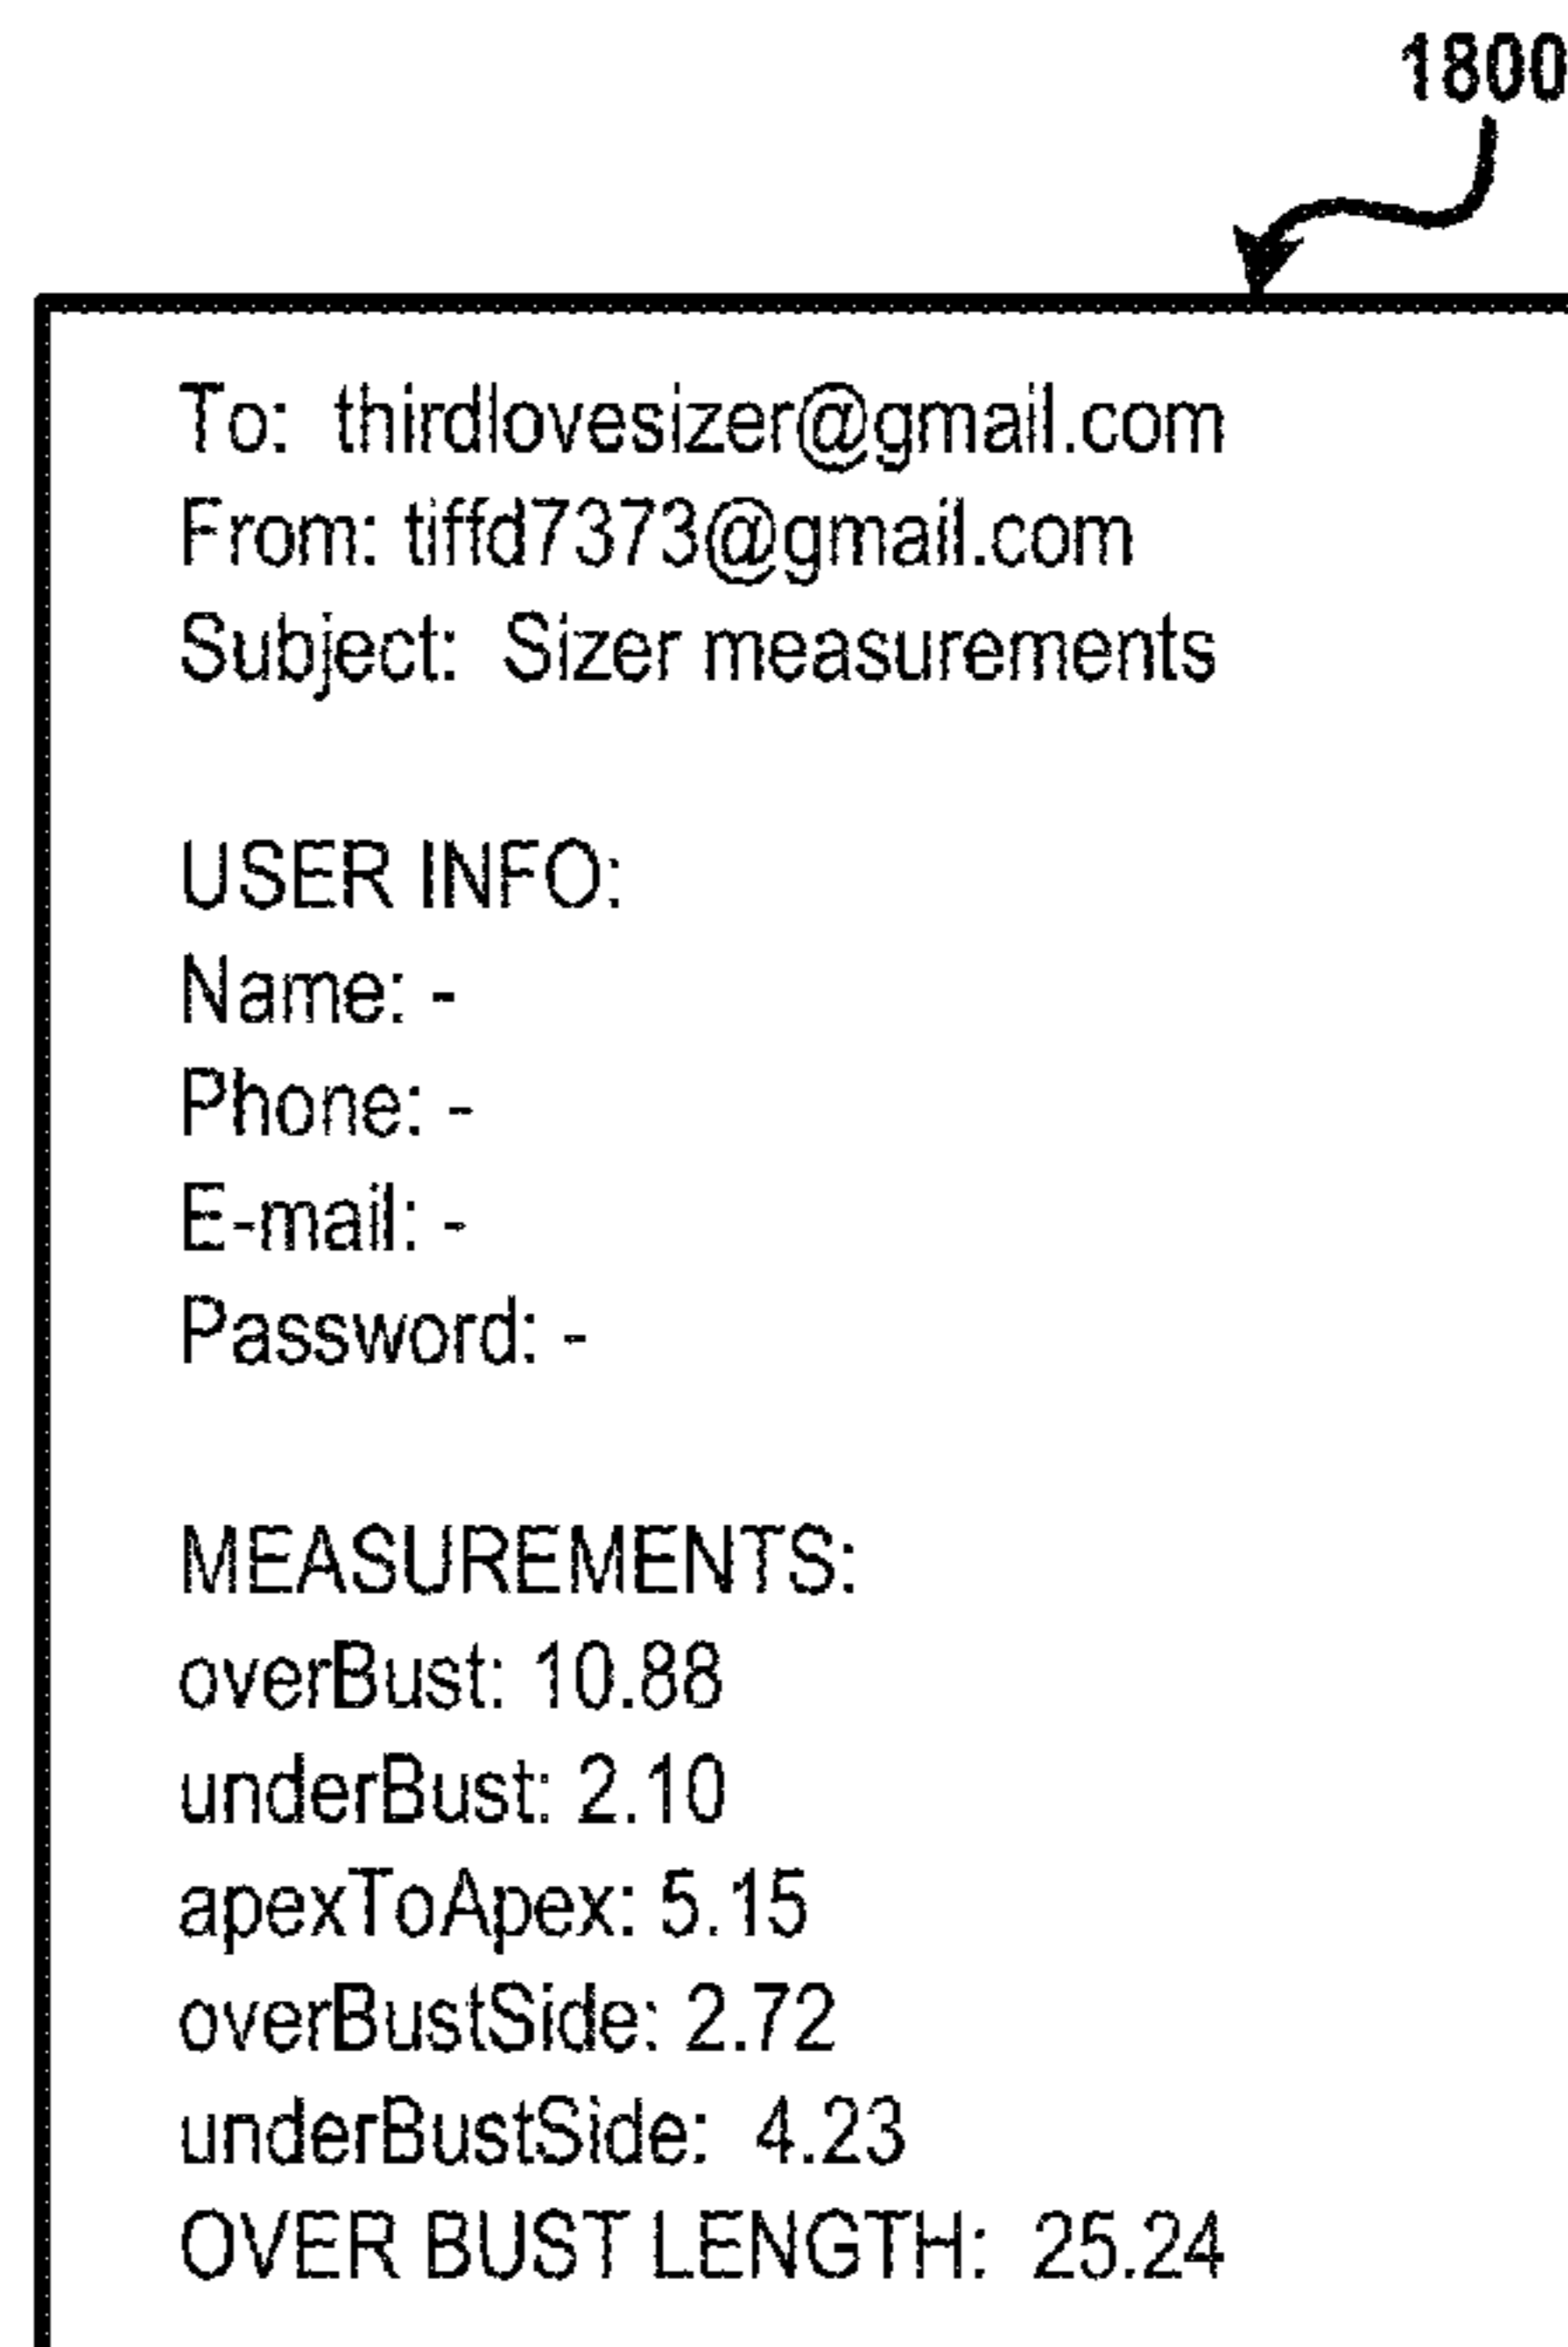 1800
To: thirdlovesizer@gmail.com
From: tiffd7373@gmail.com
Subject: Sizer measurements
USER INFO:
Name: -
Phone: -
E-mail: -
Password: -
MEASUREMENTS:
overBust: 10.88
underBust: 2.10
apexToApex: 5.15
overBustSide: 2.72
underBustSide: 4.23
OVER BUST LENGTH: 25.24